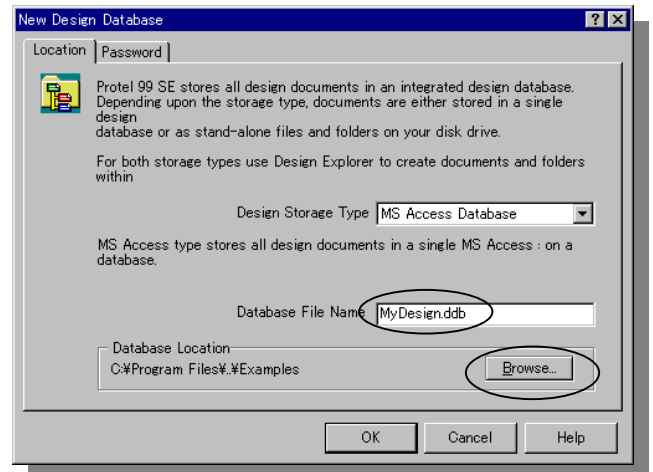 New Design Database
Location Password
Protel 99 SE stores all design documents in an integrated design database.
Depending upon the storage type, documents are either stored in a single
design
database or as stand-alone files and folders on your disk drive.
For both storage types use Design Explorer to create documents and folders
within
Design Storage Type MS Access Database
MS Access type stores all design documents in a single MS Access : on a
database.
Database File Name MyDesign.ddb
Database Location
C:¥Program Files¥..¥Examples Browse...
OK Cancel Help